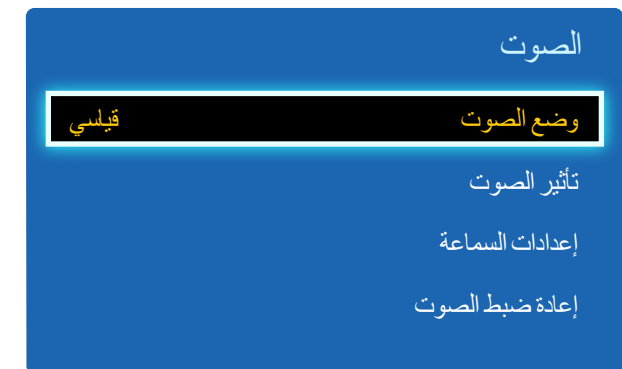 الصوت
وضع الصوت قياسي
تأثير الصوت
إعدادات السماعة
إعادة ضبط الصوت